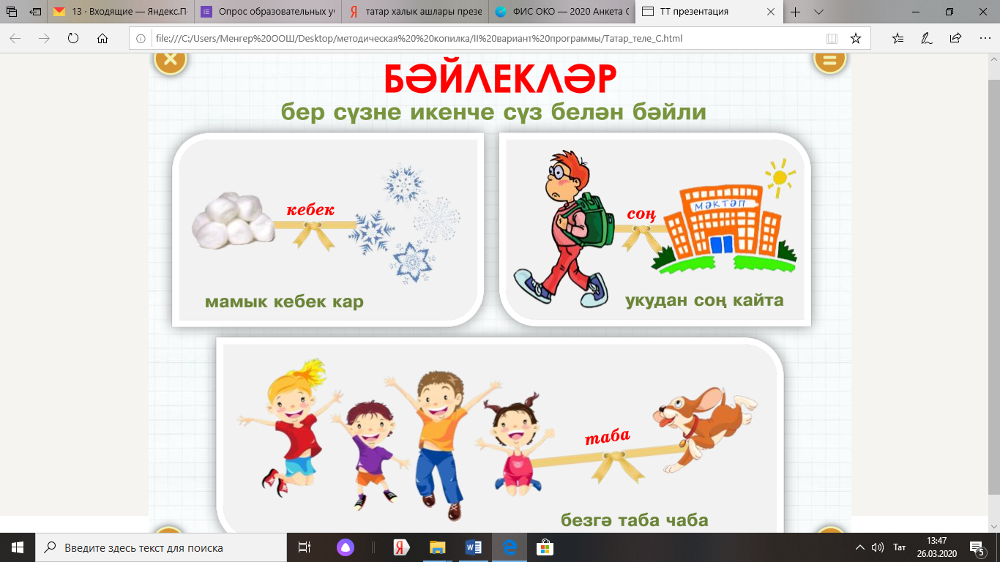 13 · Входящие — Яндекс.П
Опрос образовательных уч
татар халык ашлары презе
ФИС ОКО — 2020 Анкета С
ТТ презентация
file:///C:/Users/Менгер%20ООШ/Desktop/методическая%20%20копилка/II%20вариант%20программы/Татар_теле_С.html
БӘЙЛЕКЛӘР
бер сүзне икенче сүз белән бәйли
кебек
мамык кебек кар
соң
мәктәп
укудан соң кайта
таба
безгә таба чаба
Введите здесь текст для поиска
Тат
13:47
26.03.2020
5